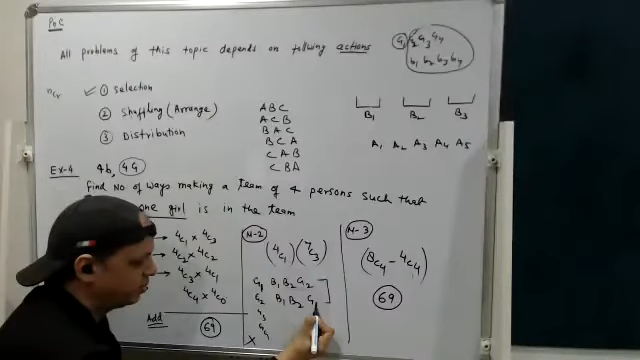 PnC
All problems of this topic depends on following actions
G1 G2 G3 G4
b1 b2 b3 b4
nCr ✓ ① Selection
② Shuffling (Arrange)
③ Distribution
ABC
ACB
BAC
BCA
CAB
CBA
B1 B2 B3
A1 A2 A3 A4 A5
Ex-4 4b, 4G
Find No of ways making a team of 4 persons such that
one girl is in the team
→ 4C1 × 4C3
→ 4C2 × 4C2
→ 4C3 × 4C1
4C4 × 4C0
Add 69
M-2
(4C1) (7C3)
G1 B1 B2 G2
G2 B1 B2 G1
G3
G4
×
M-3
(8C4 - 4C4)
69